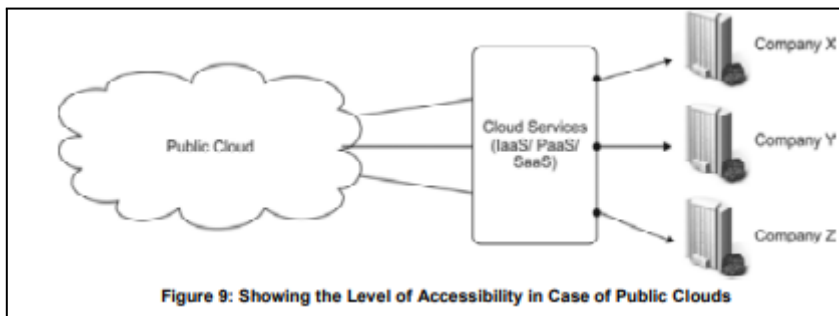 Public Cloud
Cloud Services
(IaaS/ PaaS/
SaaS)
Company X
Company Y
Company Z
Figure 9: Showing the Level of Accessibility in Case of Public Clouds